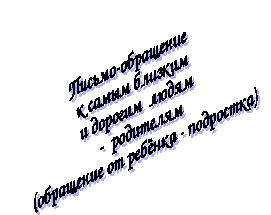 Письмо-обращение
к самым близким
и дорогим людям
- родителям
(обращение от ребёнка - подростка)